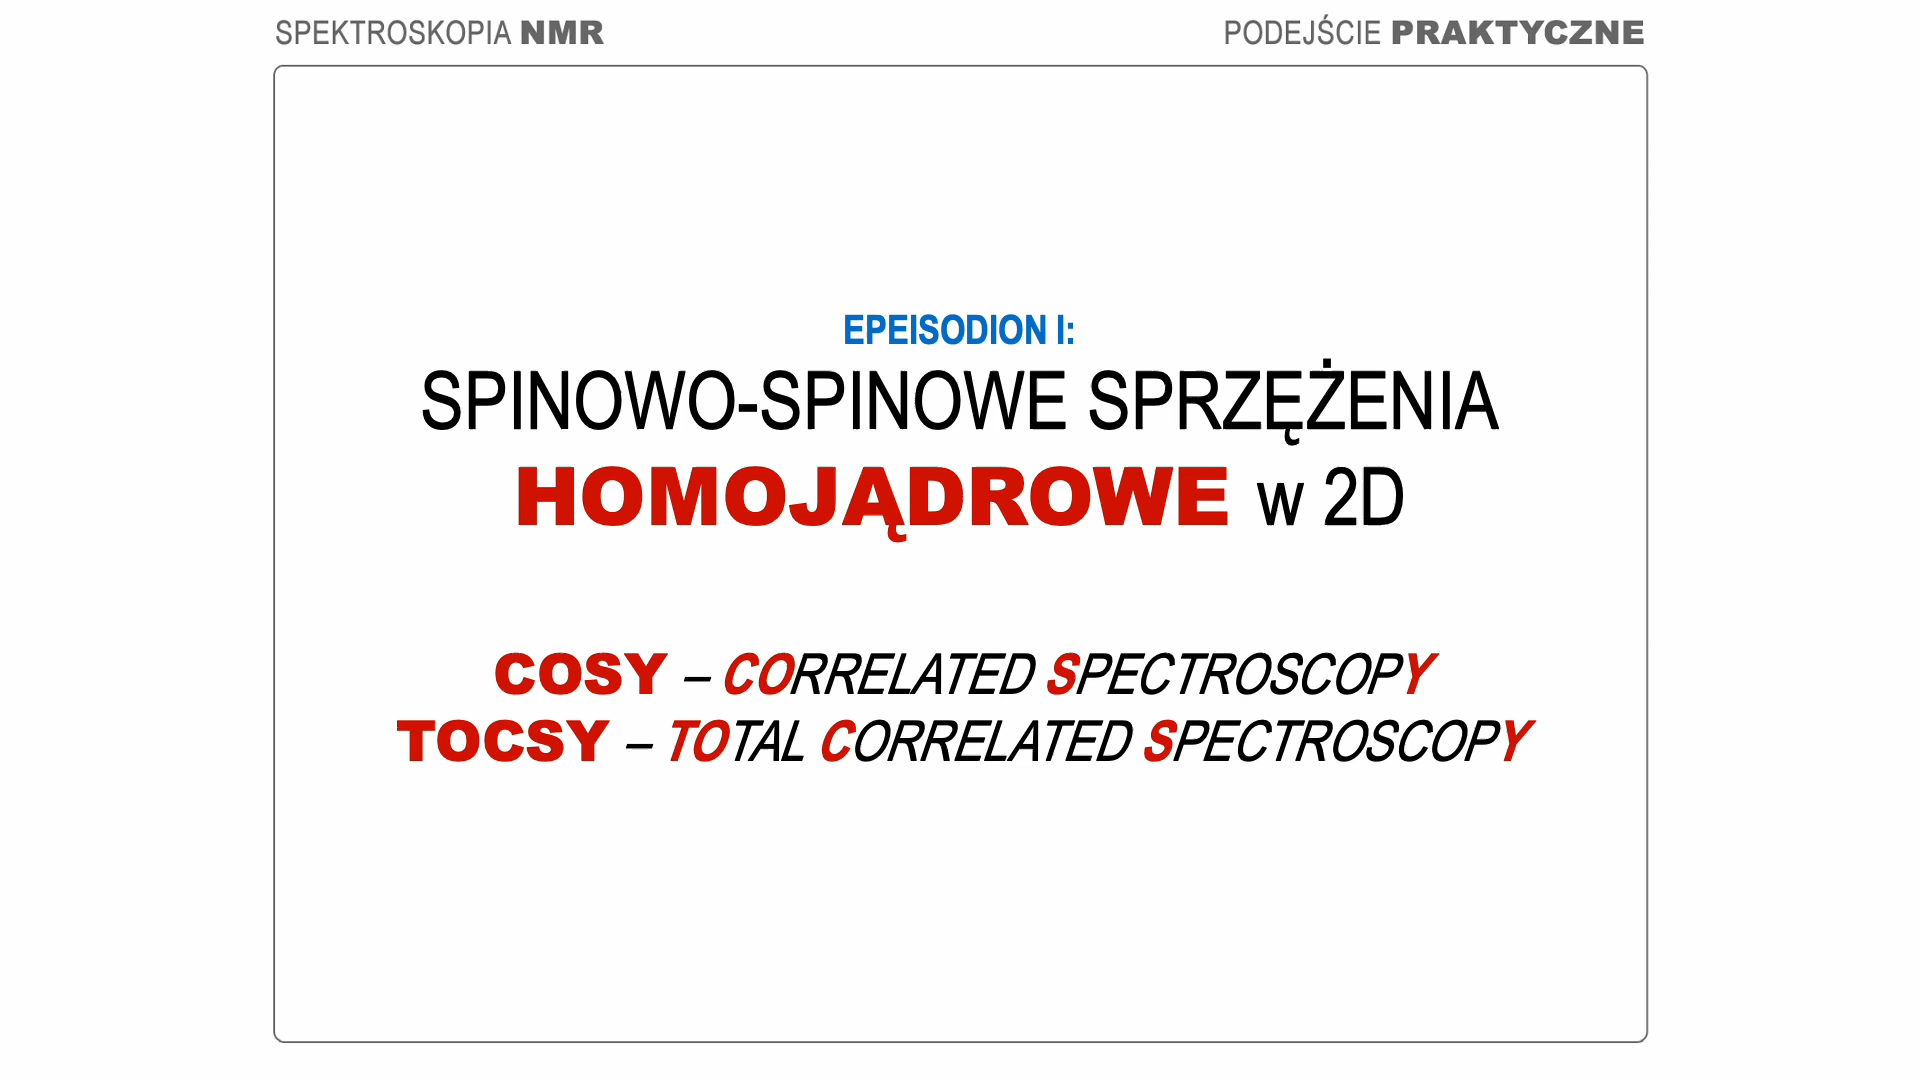 SPEKTROSKOPIA NMR
PODEJŚCIE PRAKTYCZNE
EPEISODION I:
SPINOWO-SPINOWE SPRZĘŻENIA
HOMOJĄDROWE w 2D
COSY – CORRELATED SPECTROSCOPY
TOCSY – TOTAL CORRELATED SPECTROSCOPY